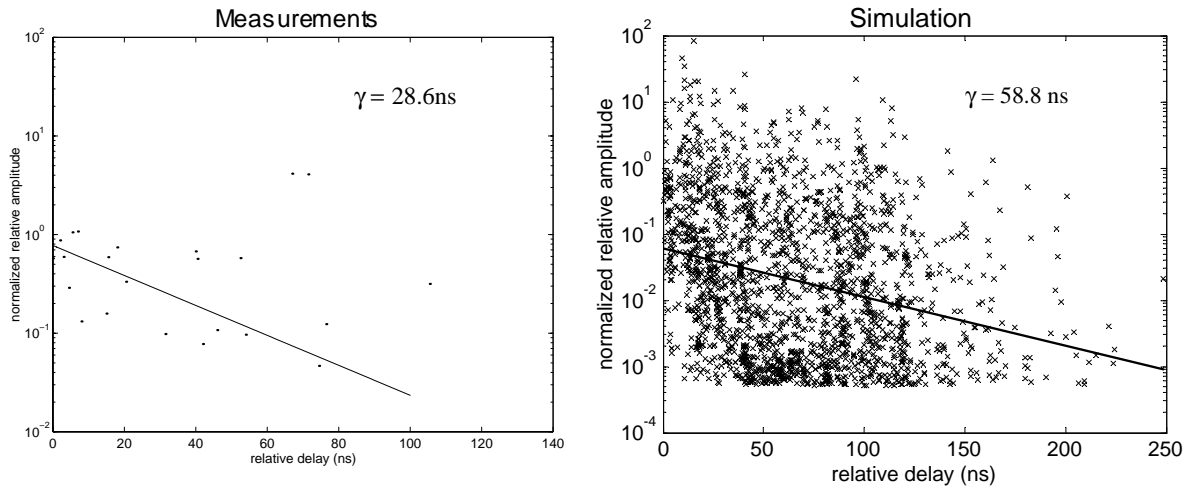 Measurements
10^2
10^1
10^0
10^-1
10^-2
normalized relative amplitude
γ = 28.6ns
0 20 40 60 80 100 120 140
relative delay (ns)
Simulation
10^2
10^1
10^0
10^-1
10^-2
10^-3
10^-4
normalized relative amplitude
γ = 58.8 ns
0 50 100 150 200 250
relative delay (ns)